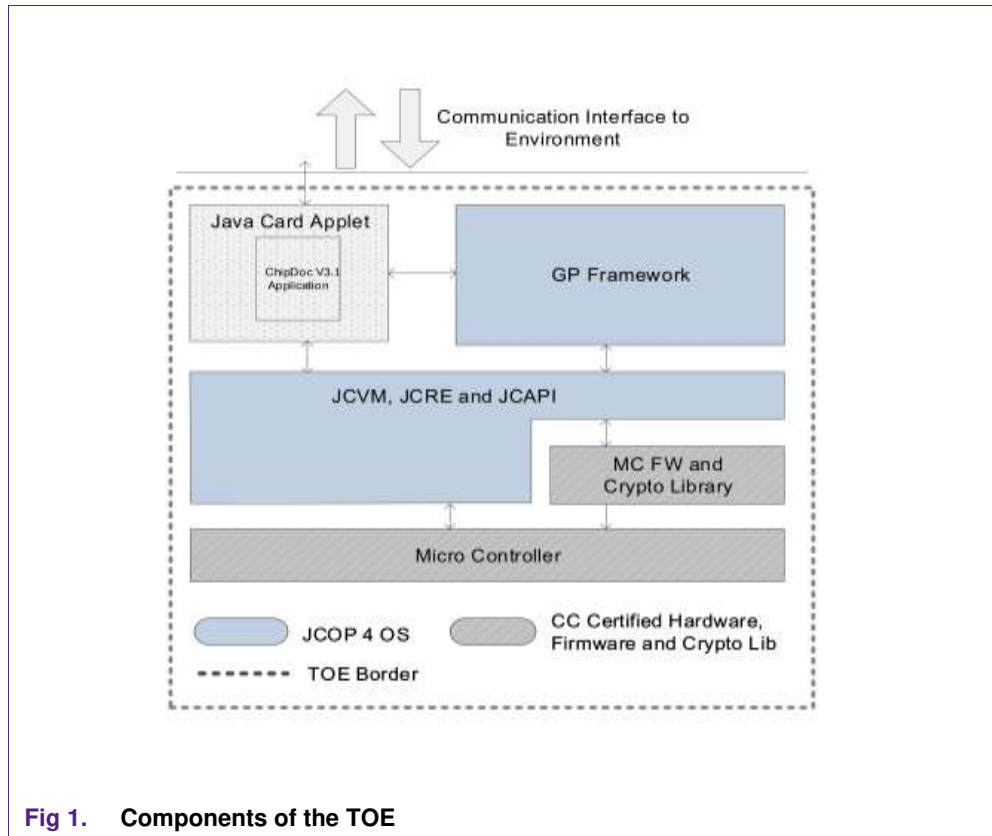 Communication Interface to
Environment
Java Card Applet
ChipDoc V3.1
Application
GP Framework
JCVM, JCRE and JCAPI
MC FW and
Crypto Library
Micro Controller
JCOP 4 OS
CC Certified Hardware,
Firmware and Crypto Lib
TOE Border
Fig 1. Components of the TOE